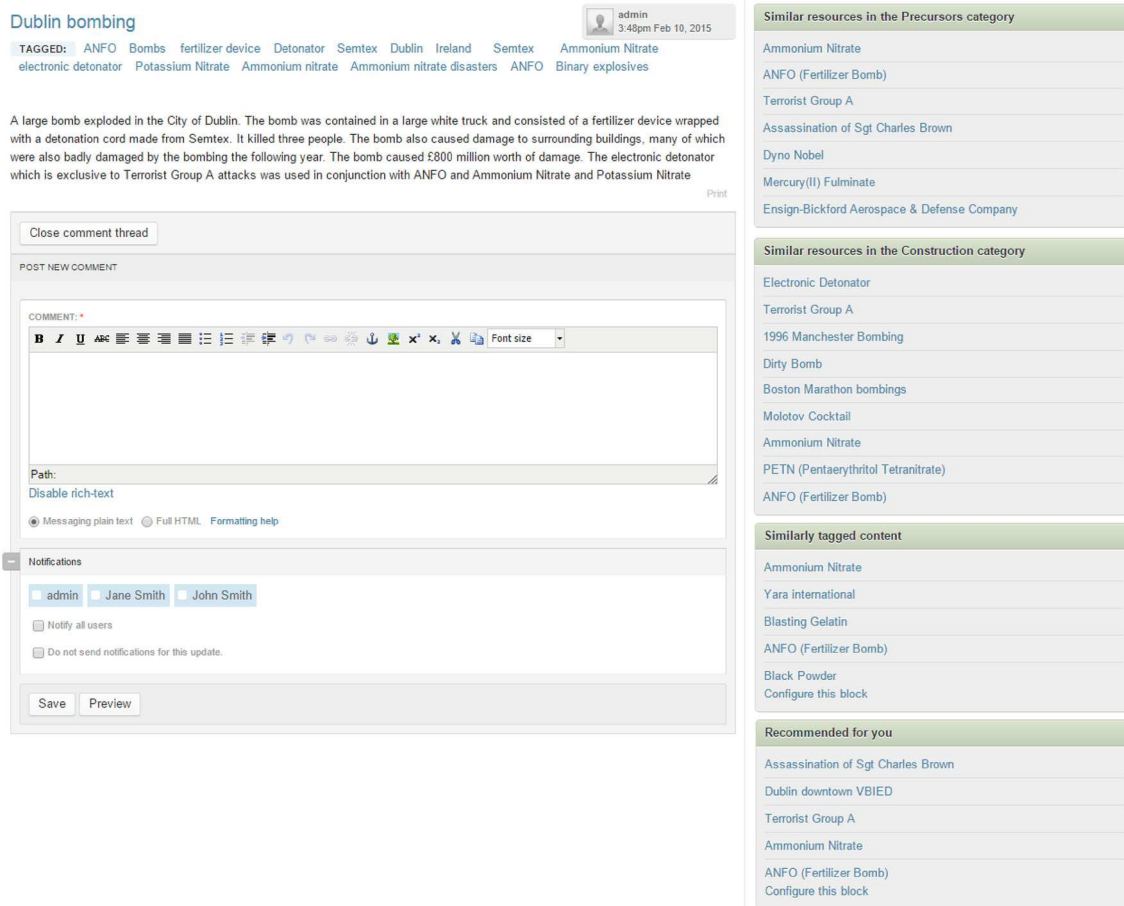 Dublin bombing
admin
3:48pm Feb 10, 2015
TAGGED: ANFO Bombs fertilizer device Detonator Semtex Dublin Ireland Semtex Ammonium Nitrate
electronic detonator Potassium Nitrate Ammonium nitrate Ammonium nitrate disasters ANFO Binary explosives
A large bomb exploded in the City of Dublin. The bomb was contained in a large white truck and consisted of a fertilizer device wrapped
with a detonation cord made from Semtex. It killed three people. The bomb also caused damage to surrounding buildings, many of which
were also badly damaged by the bombing the following year. The bomb caused £800 million worth of damage. The electronic detonator
which is exclusive to Terrorist Group A attacks was used in conjunction with ANFO and Ammonium Nitrate and Potassium Nitrate
Print
Close comment thread
POST NEW COMMENT
COMMENT: *
B I U ABC x² x₂ Font size
Path:
Disable rich-text
Messaging plain text Full HTML Formatting help
Notifications
admin Jane Smith John Smith
Notify all users
Do not send notifications for this update.
Save Preview
Similar resources in the Precursors category
Ammonium Nitrate
ANFO (Fertilizer Bomb)
Terrorist Group A
Assassination of Sgt Charles Brown
Dyno Nobel
Mercury(II) Fulminate
Ensign-Bickford Aerospace & Defense Company
Similar resources in the Construction category
Electronic Detonator
Terrorist Group A
1996 Manchester Bombing
Dirty Bomb
Boston Marathon bombings
Molotov Cocktail
Ammonium Nitrate
PETN (Pentaerythritol Tetranitrate)
ANFO (Fertilizer Bomb)
Similarly tagged content
Ammonium Nitrate
Yara international
Blasting Gelatin
ANFO (Fertilizer Bomb)
Black Powder
Configure this block
Recommended for you
Assassination of Sgt Charles Brown
Dublin downtown VBIED
Terrorist Group A
Ammonium Nitrate
ANFO (Fertilizer Bomb)
Configure this block